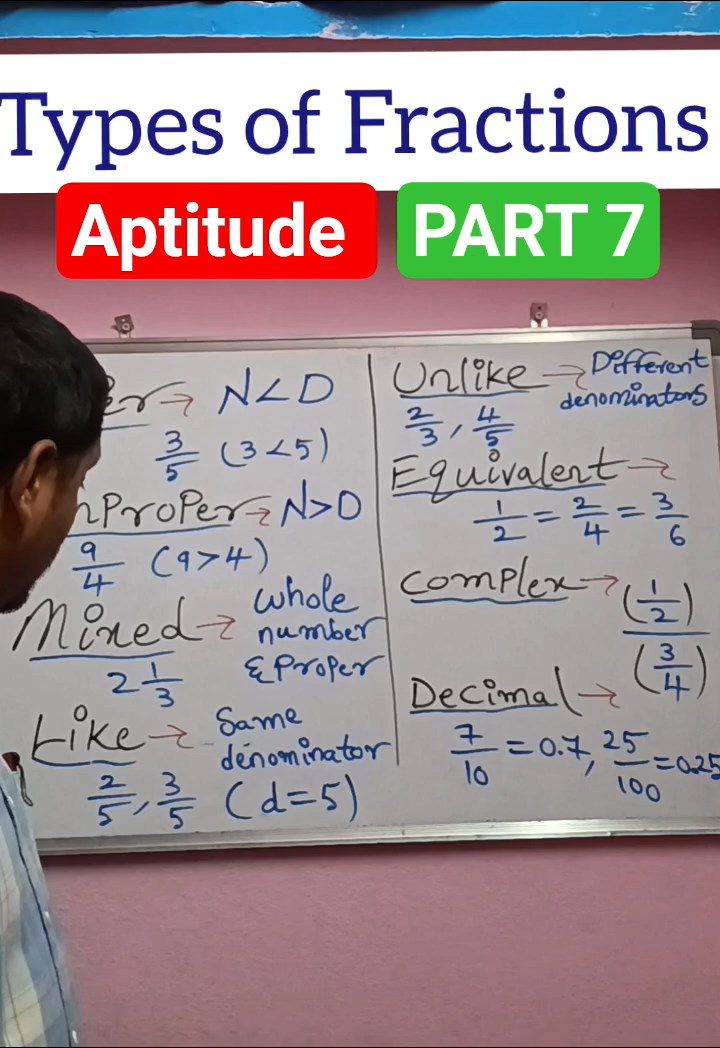 Types of Fractions
Aptitude PART 7
er → N<D
3/5 (3<5)
nProper → N>D
9/4 (9>4)
Mixed → whole number & Proper
2 1/3
Like → Same denominator
2/5, 3/5 (d=5)
Unlike → Different denominators
2/3, 4/5
Equivalent →
1/2 = 2/4 = 3/6
Complex → (1/2)/(3/4)
Decimal →
7/10 = 0.7, 25/100 = 0.25